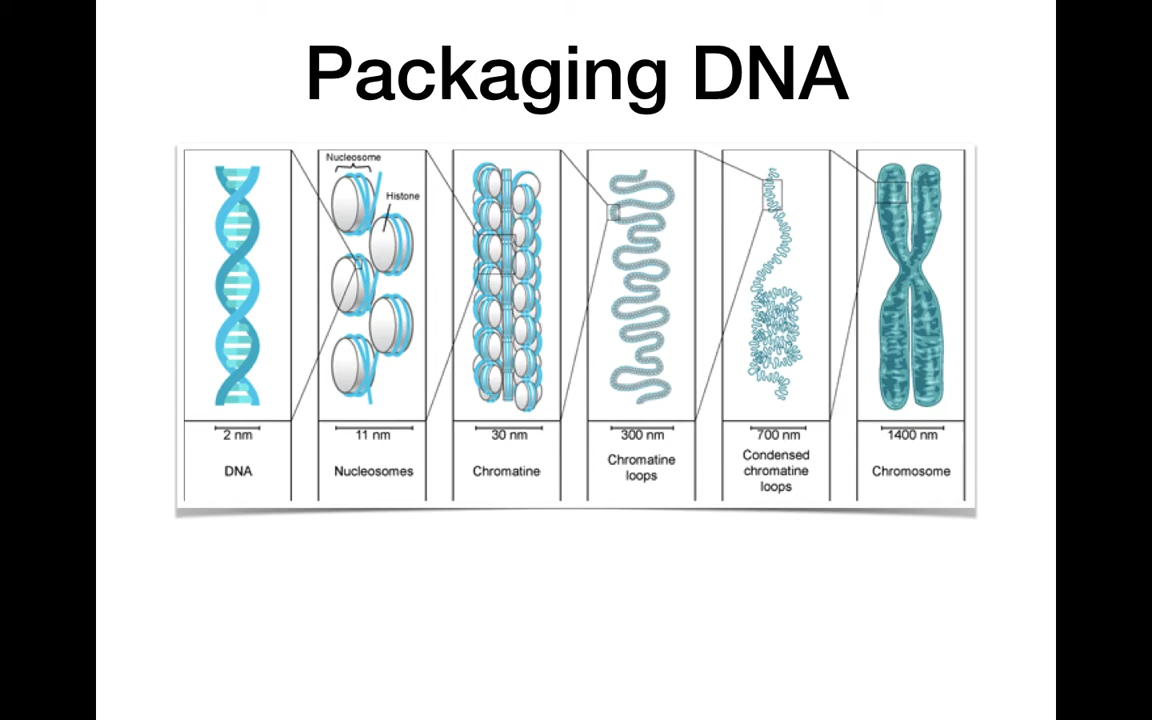 Packaging DNA
Nucleosome
Histone
2 nm
11 nm
30 nm
300 nm
700 nm
1400 nm
DNA
Nucleosomes
Chromatine
Chromatine
loops
Condensed
chromatine
loops
Chromosome